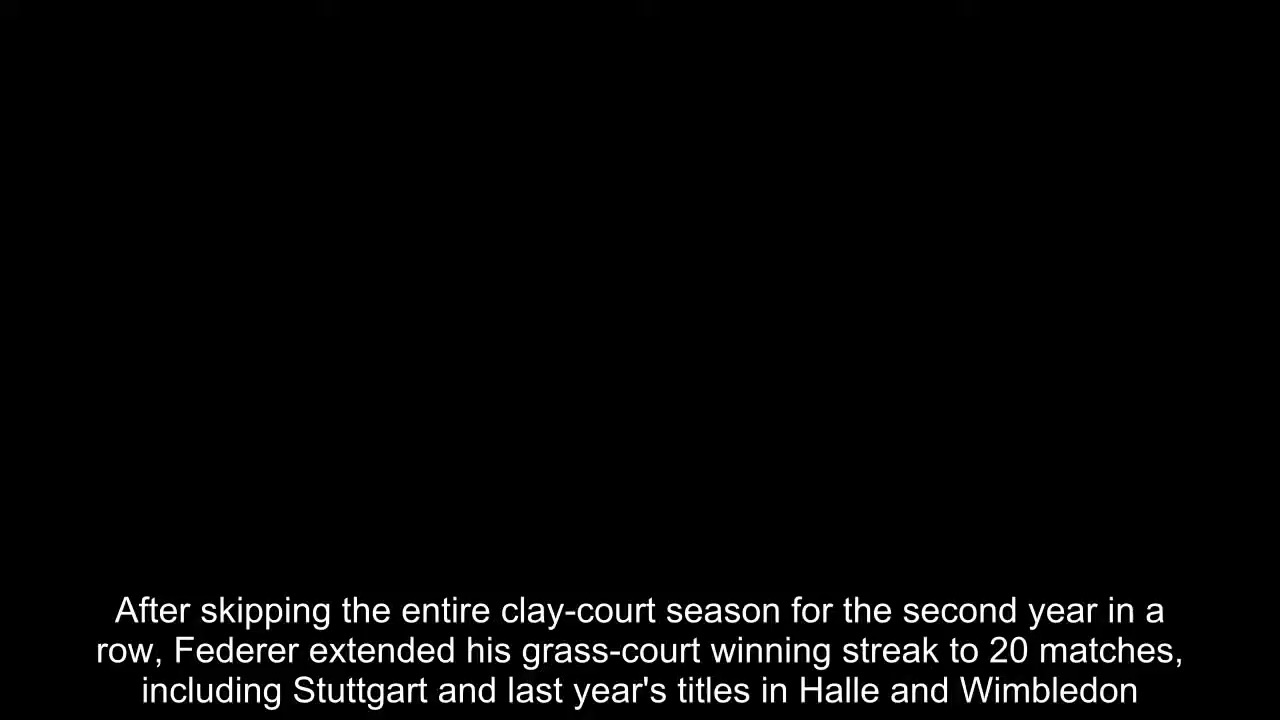 After skipping the entire clay-court season for the second year in a
row, Federer extended his grass-court winning streak to 20 matches,
including Stuttgart and last year's titles in Halle and Wimbledon